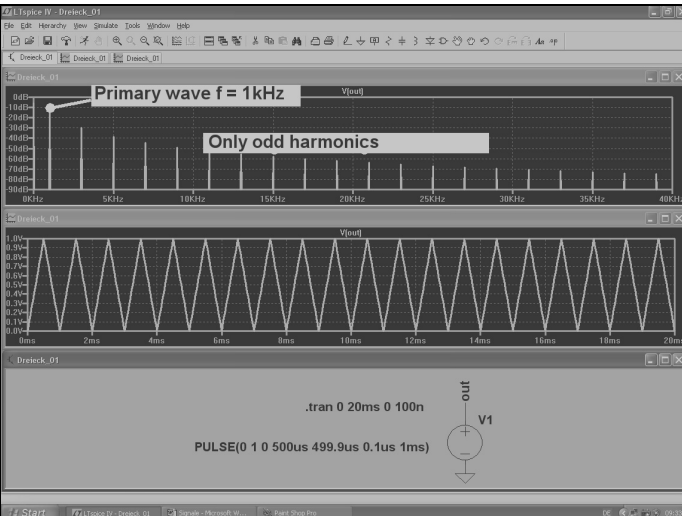 LTspice IV - Dreieck_01
File Edit Hierarchy View Simulate Tools Window Help
Dreieck_01 Dreieck_01 Dreieck_01
Dreieck_01
Primary wave f = 1kHz
V(out)
Only odd harmonics
0dB
-10dB
-20dB
-30dB
-40dB
-50dB
-60dB
-70dB
-80dB
-90dB
0KHz 5KHz 10KHz 15KHz 20KHz 25KHz 30KHz 35KHz 40KHz
Dreieck_01
V(out)
1.0V
0.9V
0.8V
0.7V
0.6V
0.5V
0.4V
0.3V
0.2V
0.1V
0.0V
0ms 2ms 4ms 6ms 8ms 10ms 12ms 14ms 16ms 18ms 20ms
Dreieck_01
out
.tran 0 20ms 0 100n
V1
PULSE(0 1 0 500us 499.9us 0.1us 1ms)
Start LTspice IV - Dreieck_01 Signale - Microsoft W... Paint Shop Pro DE